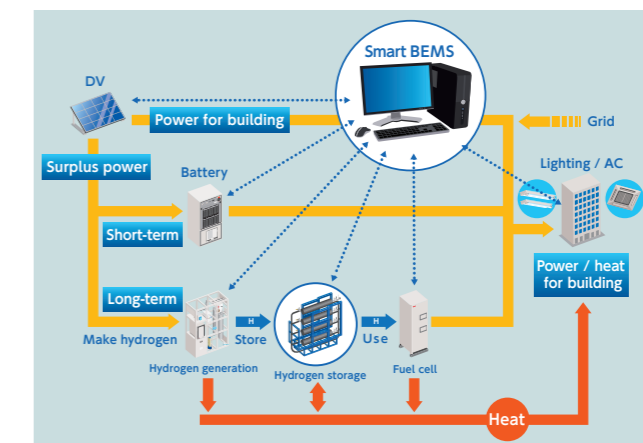 Smart BEMS
DV
Power for building
Grid
Surplus power
Battery
Lighting / AC
Short-term
Power / heat
for building
Long-term
H
H
Make hydrogen
Store
Use
Hydrogen generation
Hydrogen storage
Fuel cell
Heat